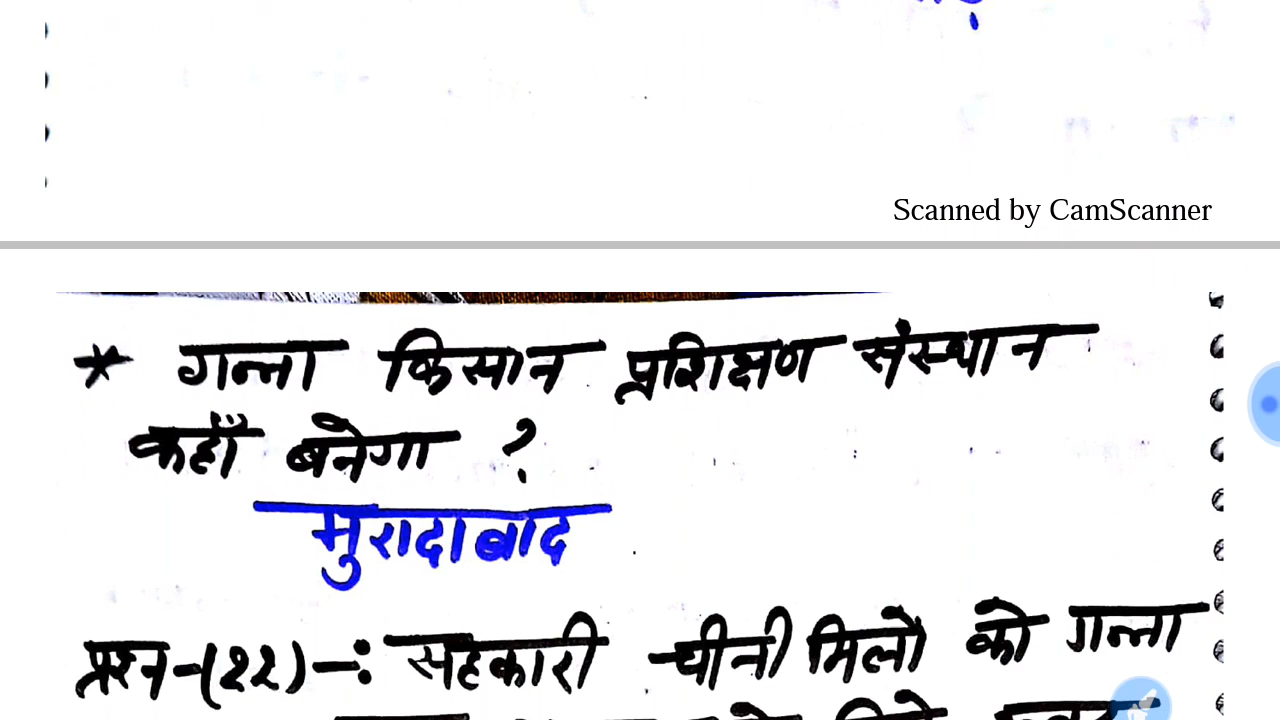 Scanned by CamScanner
* गन्ना किसान प्रशिक्षण संस्थान
कहाँ बनेगा ?
मुरादाबाद
प्रश्न-(22)-: सहकारी चीनी मिलों को गन्ना